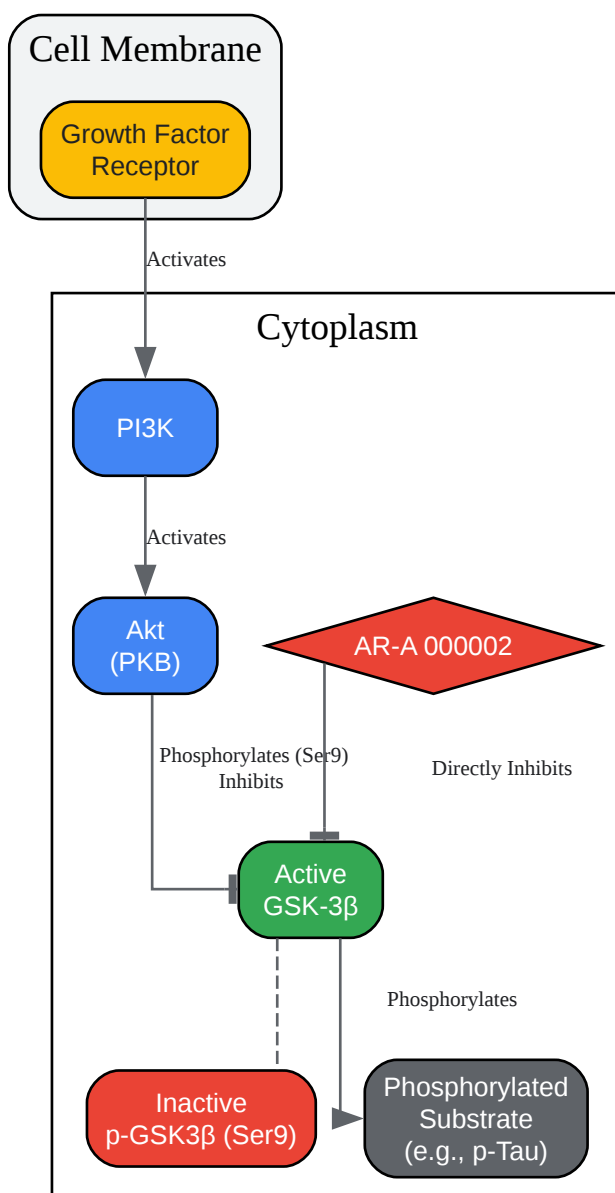 Cell Membrane
Growth Factor
Receptor
Activates
Cytoplasm
PI3K
Activates
Akt
(PKB)
AR-A 000002
Phosphorylates (Ser9)
Inhibits
Directly Inhibits
Active
GSK-3β
Phosphorylates
Inactive
p-GSK3β (Ser9)
Phosphorylated
Substrate
(e.g., p-Tau)